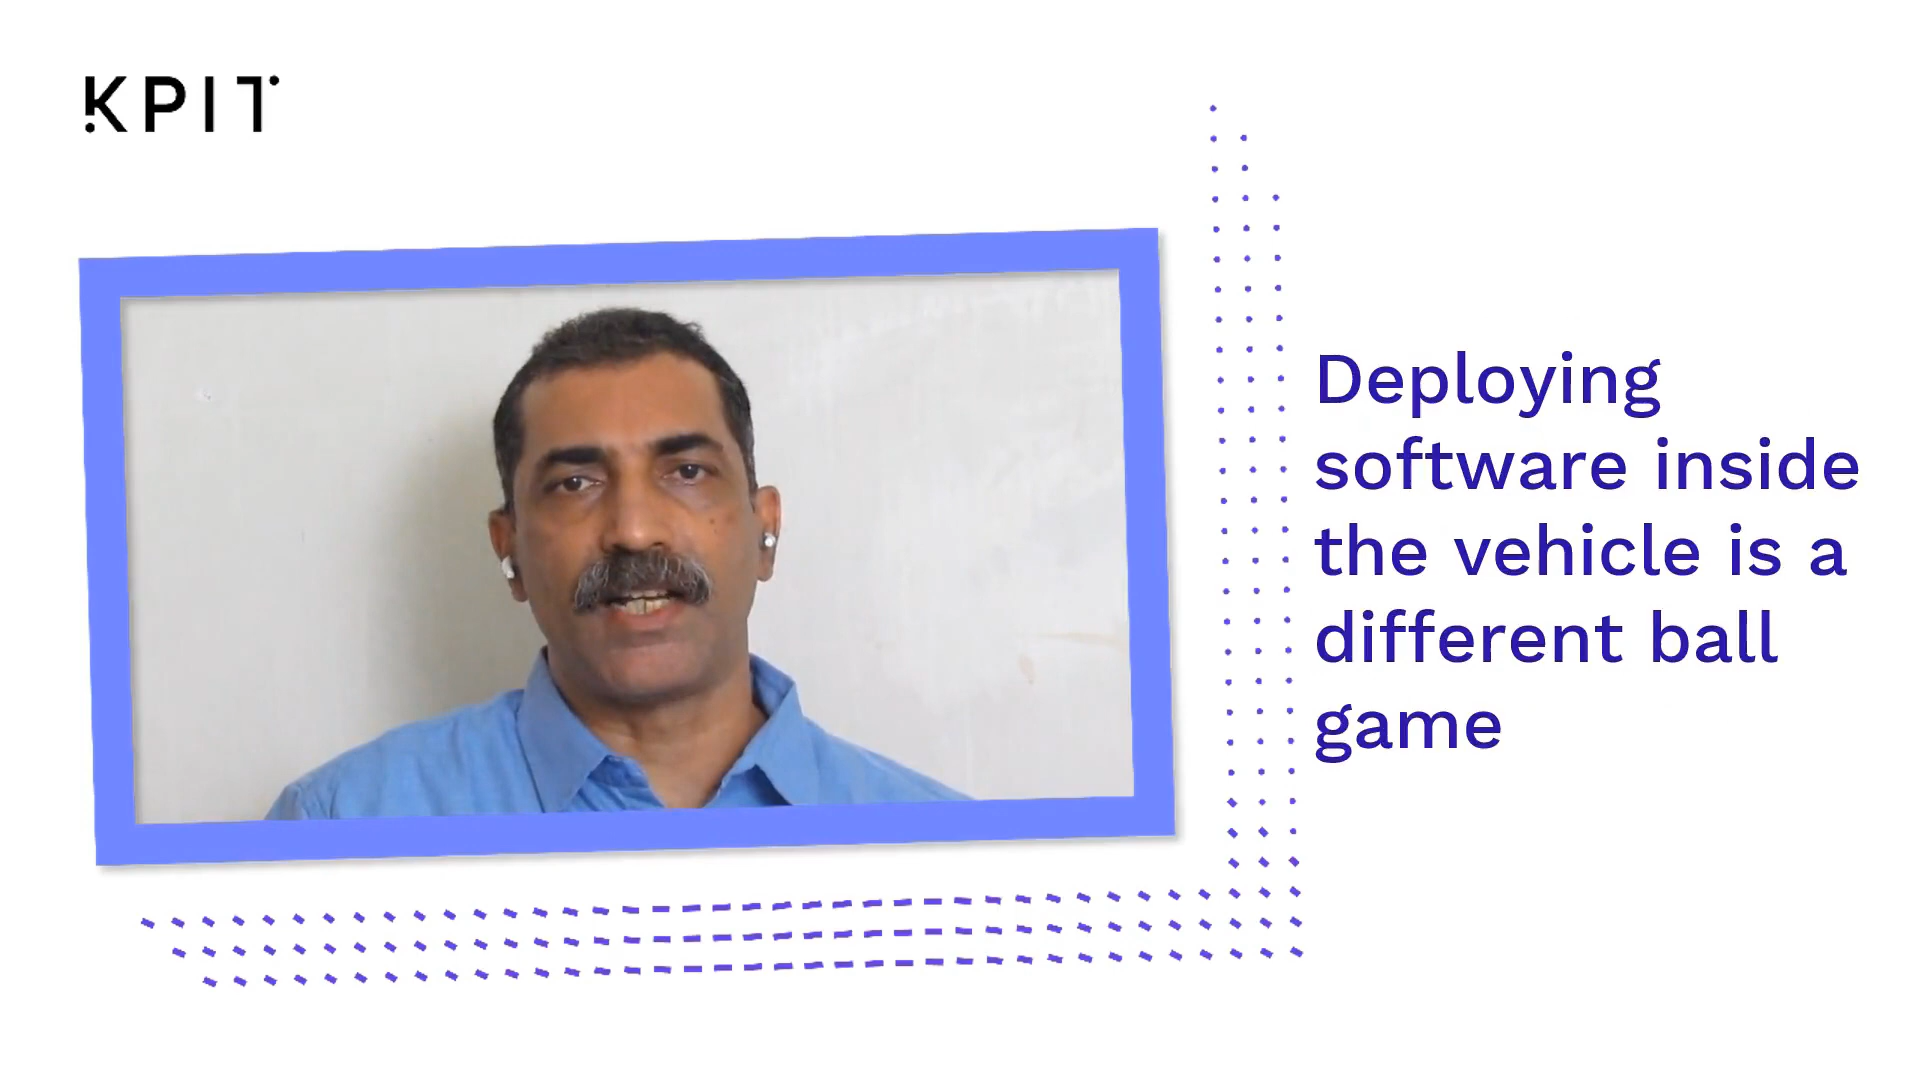 KPIT
Deploying
software inside
the vehicle is a
different ball
game